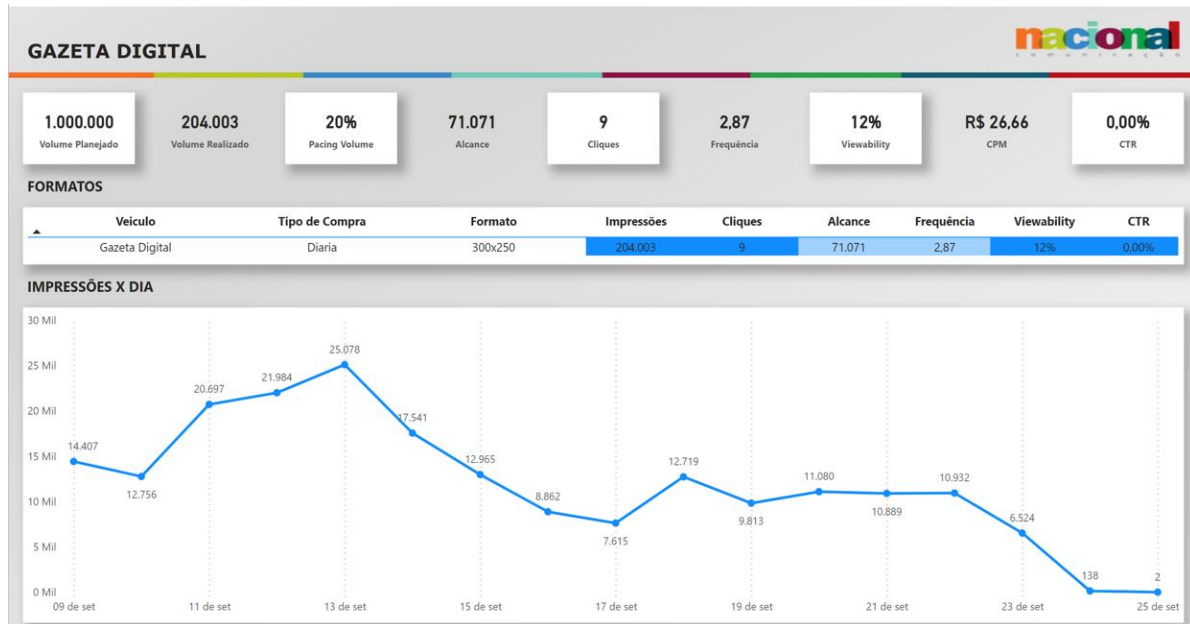 nacional
comunicação
GAZETA DIGITAL
1.000.000 204.003 20% 71.071 9 2,87 12% R$ 26,66 0,00%
Volume Planejado Volume Realizado Pacing Volume Alcance Cliques Frequência Viewability CPM CTR
FORMATOS
Veiculo Tipo de Compra Formato Impressões Cliques Alcance Frequência Viewability CTR
Gazeta Digital Diaria 300x250 204.003 9 71.071 2,87 12% 0,00%
IMPRESSÕES X DIA
30 Mil
25 Mil
20 Mil
15 Mil
10 Mil
5 Mil
0 Mil
14.407
12.756
20.697
21.984
25.078
17.541
12.965
8.862
7.615
12.719
9.813
11.080
10.889
10.932
6.524
138
2
09 de set 11 de set 13 de set 15 de set 17 de set 19 de set 21 de set 23 de set 25 de set